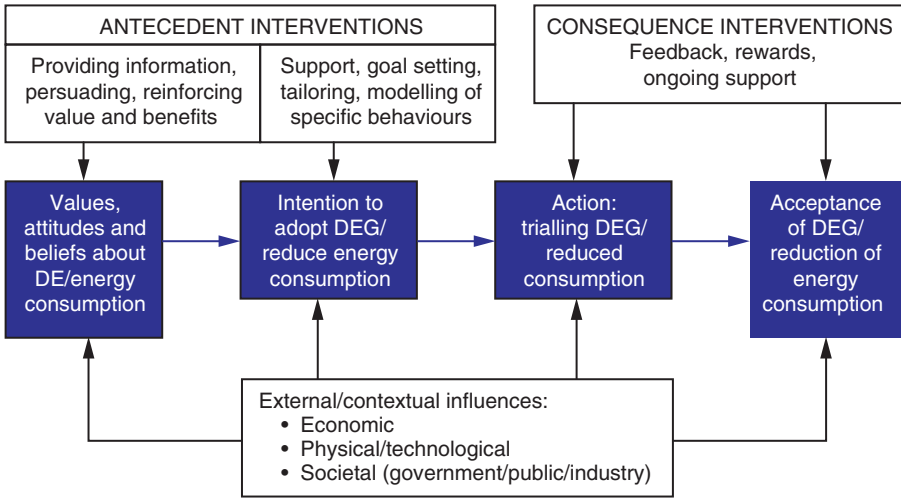 ANTECEDENT INTERVENTIONS
Providing information,
persuading, reinforcing
value and benefits
Support, goal setting,
tailoring, modelling of
specific behaviours
CONSEQUENCE INTERVENTIONS
Feedback, rewards,
ongoing support
Values,
attitudes and
beliefs about
DE/energy
consumption
Intention to
adopt DEG/
reduce energy
consumption
Action:
trialling DEG/
reduced
consumption
Acceptance
of DEG/
reduction of
energy
consumption
External/contextual influences:
• Economic
• Physical/technological
• Societal (government/public/industry)